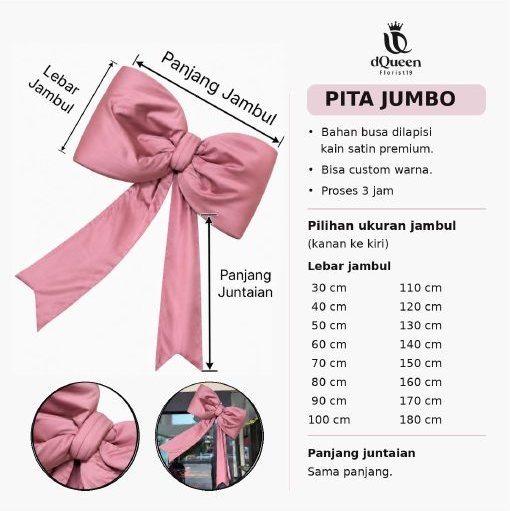 dQueen
Florist19
PITA JUMBO
Lebar
Jambul
Panjang Jambul
Panjang
Juntaian
• Bahan busa dilapisi
kain satin premium.
• Bisa custom warna.
• Proses 3 jam
Pilihan ukuran jambul
(kanan ke kiri)
Lebar jambul
30 cm 110 cm
40 cm 120 cm
50 cm 130 cm
60 cm 140 cm
70 cm 150 cm
80 cm 160 cm
90 cm 170 cm
100 cm 180 cm
Panjang juntaian
Sama panjang.